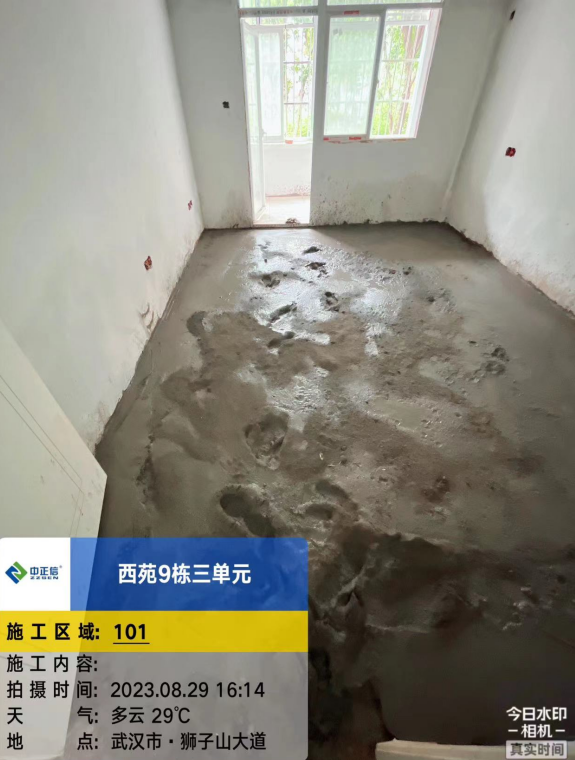 中正信
ZZGEN
西苑9栋三单元
施工区域: 101
施工内容:
拍摄时间: 2023.08.29 16:14
天 气: 多云 29℃
地 点: 武汉市·狮子山大道
今日水印
-相机-
真实时间